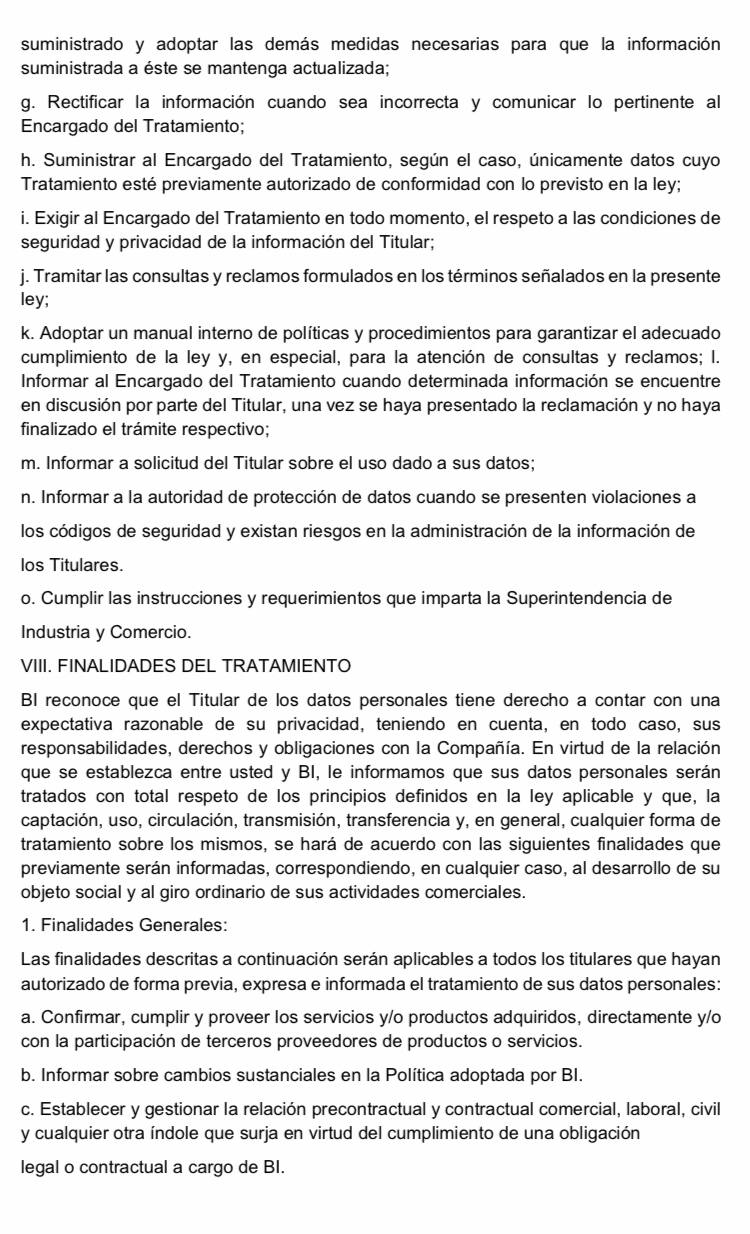 suministrado y adoptar las demás medidas necesarias para que la información
suministrada a éste se mantenga actualizada;
g. Rectificar la información cuando sea incorrecta y comunicar lo pertinente al
Encargado del Tratamiento;
h. Suministrar al Encargado del Tratamiento, según el caso, únicamente datos cuyo
Tratamiento esté previamente autorizado de conformidad con lo previsto en la ley;
i. Exigir al Encargado del Tratamiento en todo momento, el respeto a las condiciones de
seguridad y privacidad de la información del Titular;
j. Tramitar las consultas y reclamos formulados en los términos señalados en la presente
ley;
k. Adoptar un manual interno de políticas y procedimientos para garantizar el adecuado
cumplimiento de la ley y, en especial, para la atención de consultas y reclamos; l.
Informar al Encargado del Tratamiento cuando determinada información se encuentre
en discusión por parte del Titular, una vez se haya presentado la reclamación y no haya
finalizado el trámite respectivo;
m. Informar a solicitud del Titular sobre el uso dado a sus datos;
n. Informar a la autoridad de protección de datos cuando se presenten violaciones a
los códigos de seguridad y existan riesgos en la administración de la información de
los Titulares.
o. Cumplir las instrucciones y requerimientos que imparta la Superintendencia de
Industria y Comercio.
VIII. FINALIDADES DEL TRATAMIENTO
BI reconoce que el Titular de los datos personales tiene derecho a contar con una
expectativa razonable de su privacidad, teniendo en cuenta, en todo caso, sus
responsabilidades, derechos y obligaciones con la Compañía. En virtud de la relación
que se establezca entre usted y BI, le informamos que sus datos personales serán
tratados con total respeto de los principios definidos en la ley aplicable y que, la
captación, uso, circulación, transmisión, transferencia y, en general, cualquier forma de
tratamiento sobre los mismos, se hará de acuerdo con las siguientes finalidades que
previamente serán informadas, correspondiendo, en cualquier caso, al desarrollo de su
objeto social y al giro ordinario de sus actividades comerciales.
1. Finalidades Generales:
Las finalidades descritas a continuación serán aplicables a todos los titulares que hayan
autorizado de forma previa, expresa e informada el tratamiento de sus datos personales:
a. Confirmar, cumplir y proveer los servicios y/o productos adquiridos, directamente y/o
con la participación de terceros proveedores de productos o servicios.
b. Informar sobre cambios sustanciales en la Política adoptada por BI.
c. Establecer y gestionar la relación precontractual y contractual comercial, laboral, civil
y cualquier otra índole que surja en virtud del cumplimiento de una obligación
legal o contractual a cargo de BI.